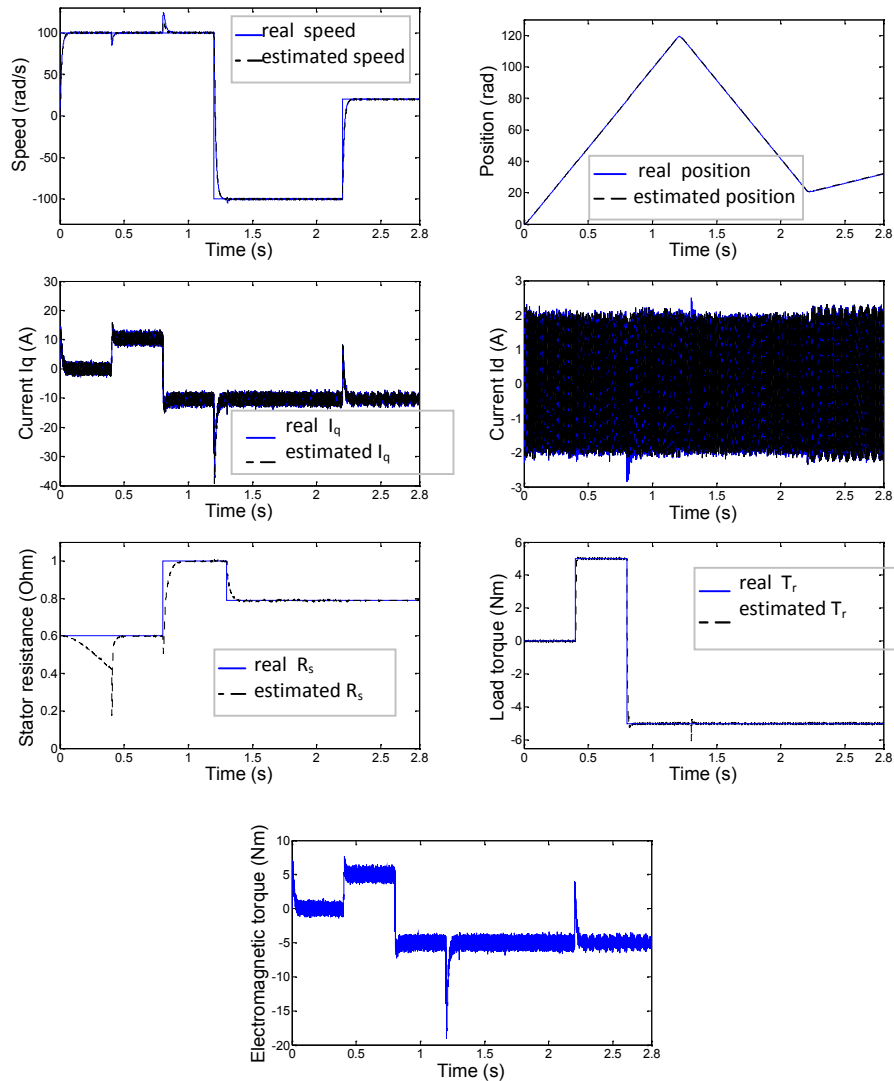 real speed
estimated speed
Speed (rad/s)
100
50
0
-50
-100
0 0.5 1 1.5 2 2.5 2.8
Time (s)
real position
estimated position
Position (rad)
120
100
80
60
40
20
0
0 0.5 1 1.5 2 2.5 2.8
Time (s)
Current Iq (A)
30
20
10
0
-10
-20
-30
-40
real Iq
estimated Iq
0 0.5 1 1.5 2 2.5 2.8
Time (s)
Current Id (A)
3
2
1
0
-1
-2
-3
0 0.5 1 1.5 2 2.5 2.8
Time (s)
Stator resistance (Ohm)
1
0.8
0.6
0.4
0.2
0
real Rs
estimated Rs
0 0.5 1 1.5 2 2.5 2.8
Time (s)
Load torque (Nm)
6
4
2
0
-2
-4
-6
real Tr
estimated Tr
0 0.5 1 1.5 2 2.5 2.8
Time (s)
Electromagnetic torque (Nm)
10
5
0
-5
-10
-15
-20
0 0.5 1 1.5 2 2.5 2.8
Time (s)